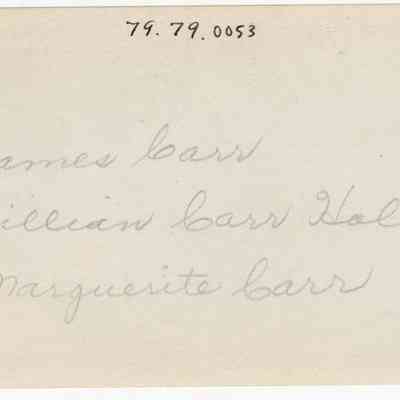 79.79.0053
ames Carr
illian Carr Hol
Marguerite Carr